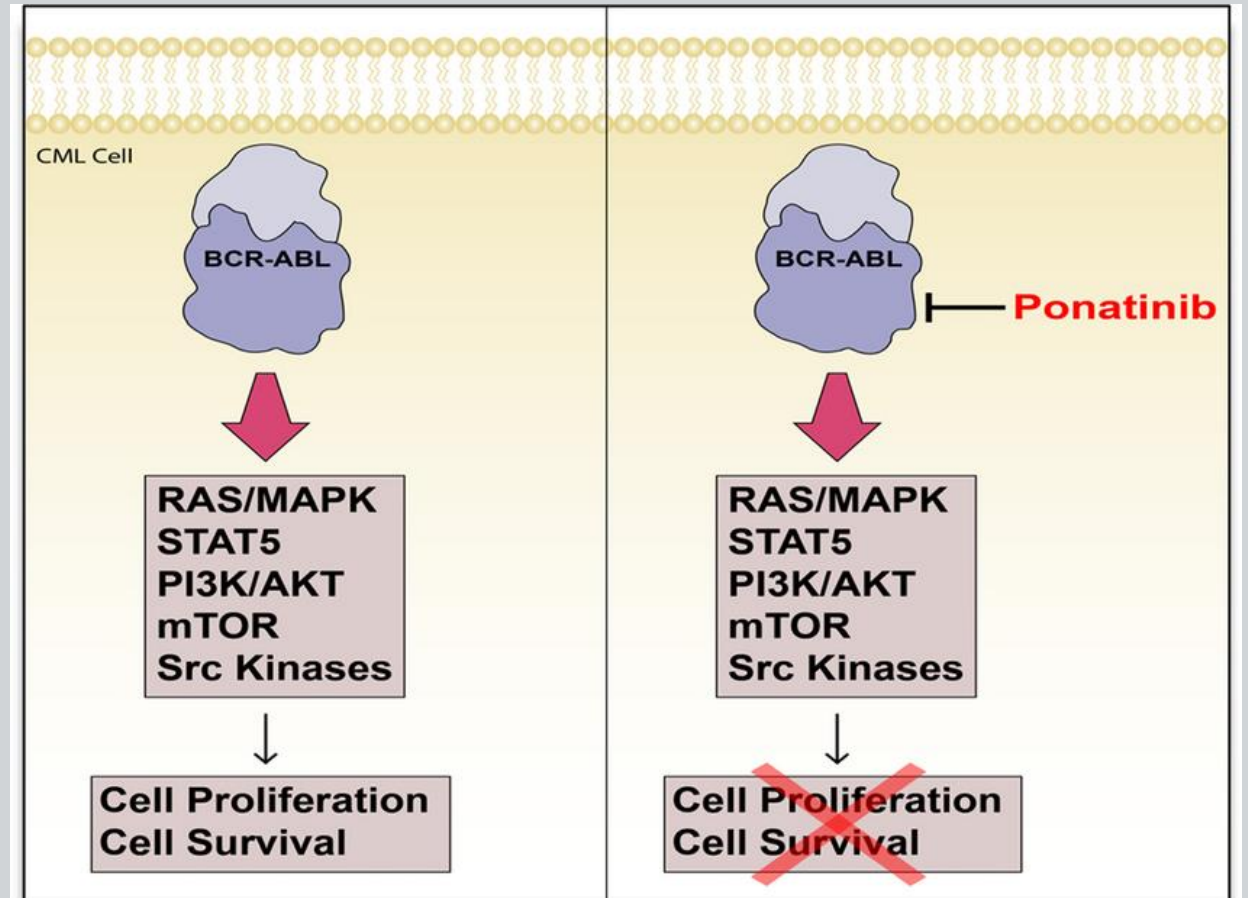 CML Cell
BCR-ABL
RAS/MAPK
STAT5
PI3K/AKT
mTOR
Src Kinases
Cell Proliferation
Cell Survival
BCR-ABL
Ponatinib
RAS/MAPK
STAT5
PI3K/AKT
mTOR
Src Kinases
Cell Proliferation
Cell Survival